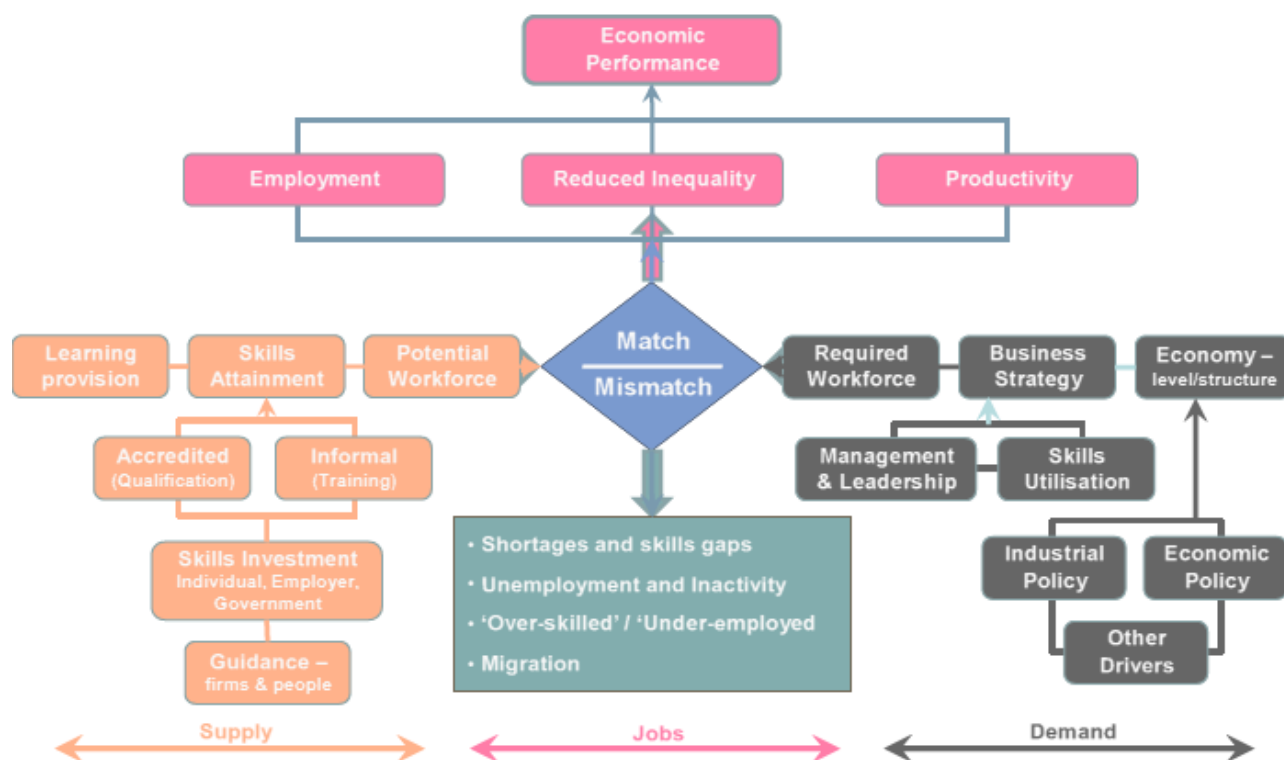 Economic
Performance
Employment
Reduced Inequality
Productivity
Learning
provision
Skills
Attainment
Potential
Workforce
Match
Mismatch
Required
Workforce
Business
Strategy
Economy –
level/structure
Accredited
(Qualification)
Informal
(Training)
Management
& Leadership
Skills
Utilisation
Skills Investment
Individual, Employer,
Government
Guidance –
firms & people
• Shortages and skills gaps
• Unemployment and Inactivity
• ‘Over-skilled’ / ‘Under-employed
• Migration
Industrial
Policy
Economic
Policy
Other
Drivers
Supply
Jobs
Demand